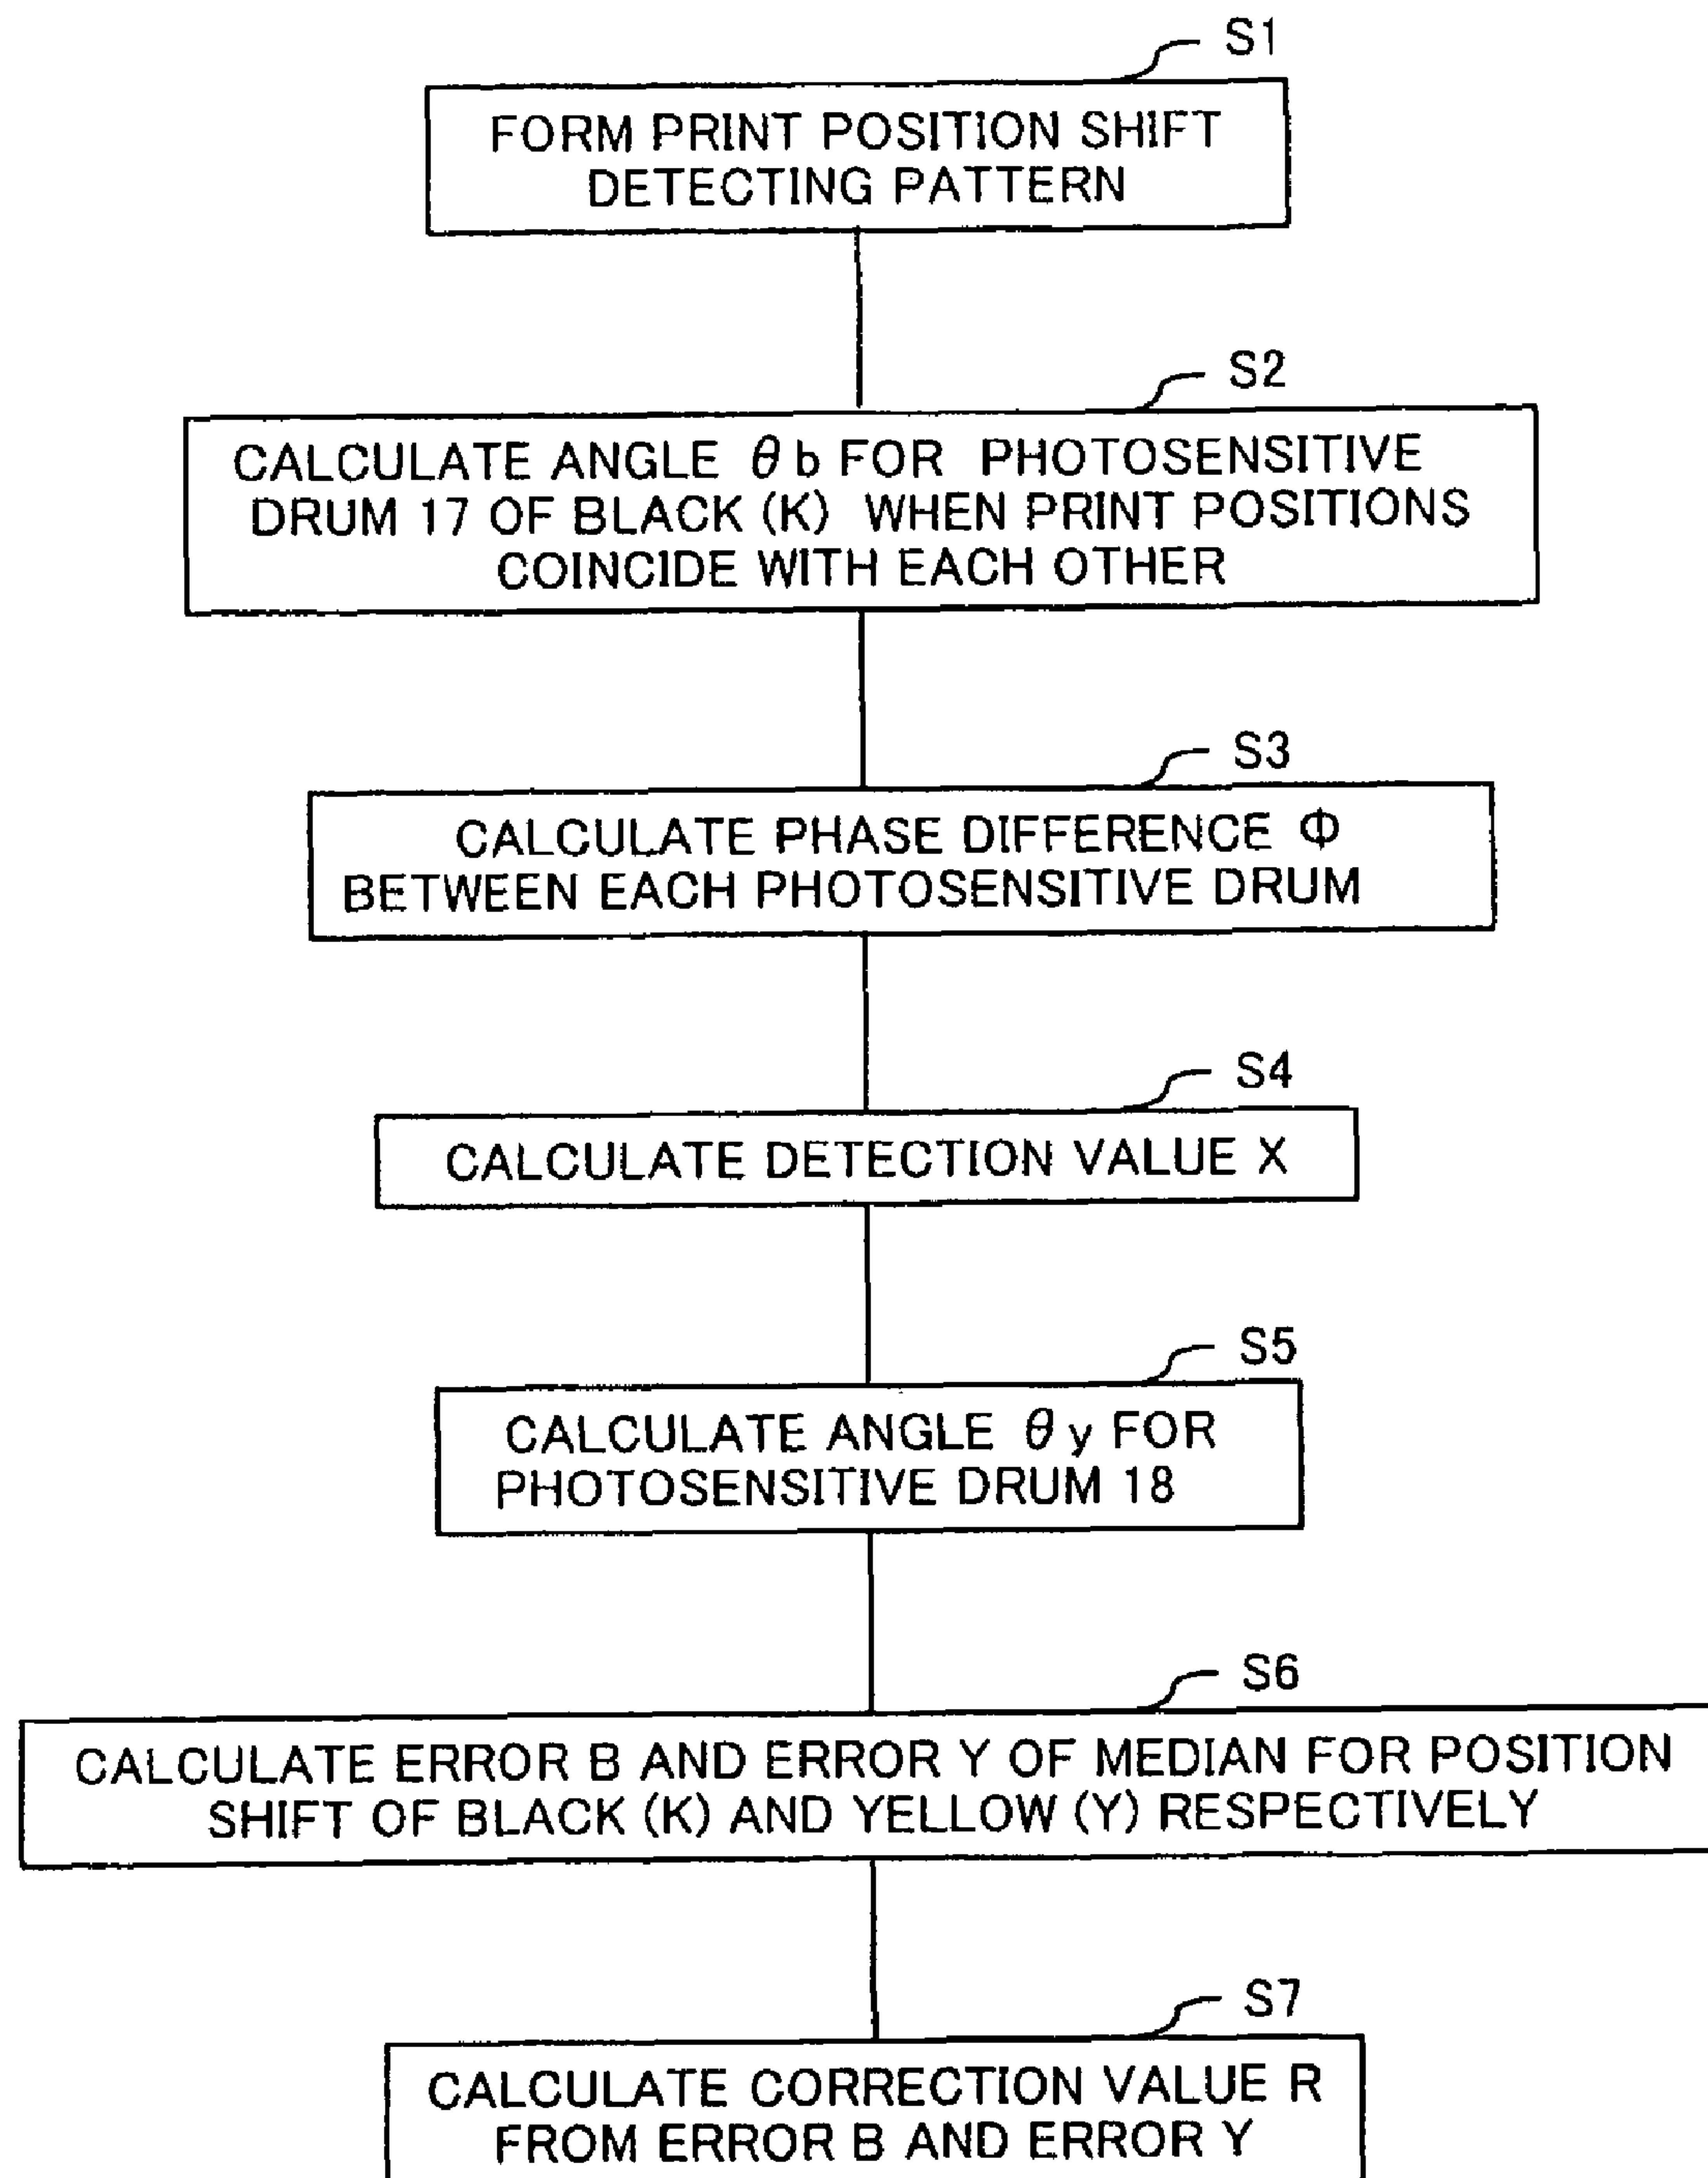 S1
FORM PRINT POSITION SHIFT
DETECTING PATTERN
S2
CALCULATE ANGLE θb FOR PHOTOSENSITIVE
DRUM 17 OF BLACK (K) WHEN PRINT POSITIONS
COINCIDE WITH EACH OTHER
S3
CALCULATE PHASE DIFFERENCE Φ
BETWEEN EACH PHOTOSENSITIVE DRUM
S4
CALCULATE DETECTION VALUE X
S5
CALCULATE ANGLE θy FOR
PHOTOSENSITIVE DRUM 18
S6
CALCULATE ERROR B AND ERROR Y OF MEDIAN FOR POSITION
SHIFT OF BLACK (K) AND YELLOW (Y) RESPECTIVELY
S7
CALCULATE CORRECTION VALUE R
FROM ERROR B AND ERROR Y